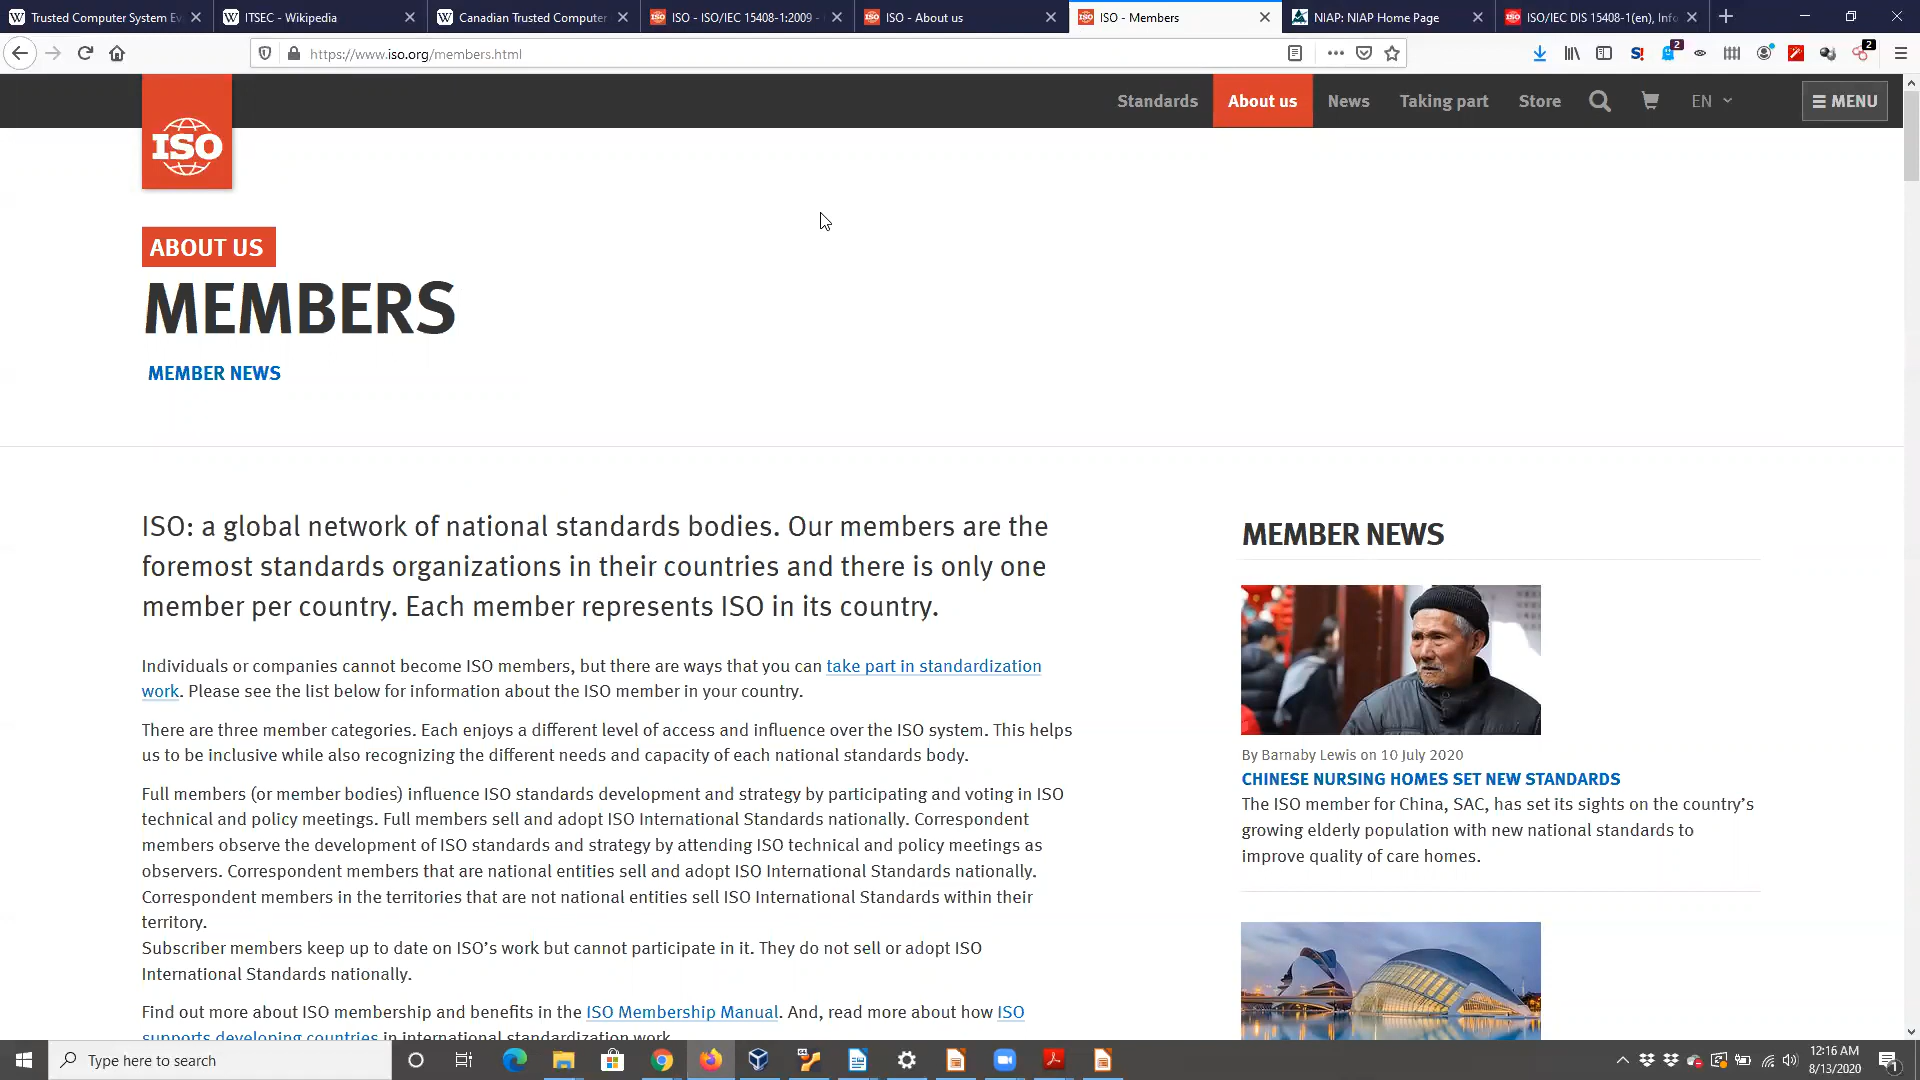 Trusted Computer System Ev
ITSEC - Wikipedia
Canadian Trusted Computer
ISO - ISO/IEC 15408-1:2009 -
ISO - About us
ISO - Members
NIAP: NIAP Home Page
ISO/IEC DIS 15408-1(en), Info
https://www.iso.org/members.html
2
2
ISO
Standards
About us
News
Taking part
Store
EN
MENU
ABOUT US
MEMBERS
MEMBER NEWS
ISO: a global network of national standards bodies. Our members are the
foremost standards organizations in their countries and there is only one
member per country. Each member represents ISO in its country.
Individuals or companies cannot become ISO members, but there are ways that you can take part in standardization
work. Please see the list below for information about the ISO member in your country.
There are three member categories. Each enjoys a different level of access and influence over the ISO system. This helps
us to be inclusive while also recognizing the different needs and capacity of each national standards body.
Full members (or member bodies) influence ISO standards development and strategy by participating and voting in ISO
technical and policy meetings. Full members sell and adopt ISO International Standards nationally. Correspondent
members observe the development of ISO standards and strategy by attending ISO technical and policy meetings as
observers. Correspondent members that are national entities sell and adopt ISO International Standards nationally.
Correspondent members in the territories that are not national entities sell ISO International Standards within their
territory.
Subscriber members keep up to date on ISO's work but cannot participate in it. They do not sell or adopt ISO
International Standards nationally.
Find out more about ISO membership and benefits in the ISO Membership Manual. And, read more about how ISO
supports developing countries in international standardization work.
MEMBER NEWS
By Barnaby Lewis on 10 July 2020
CHINESE NURSING HOMES SET NEW STANDARDS
The ISO member for China, SAC, has set its sights on the country's
growing elderly population with new national standards to
improve quality of care homes.
Type here to search
12:16 AM
8/13/2020
1